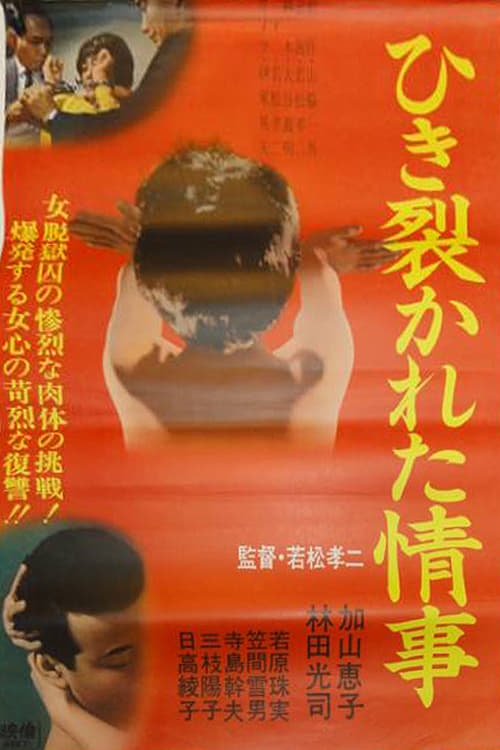 ひき裂かれた情事
女脱獄囚の惨烈な肉体の挑戦!
爆発する女心の苛烈な復讐!!
監督・若松孝二
加山恵子
林田光司
若原珠実
笠間雪男
寺島幹夫
三枝陽子
日高綾子